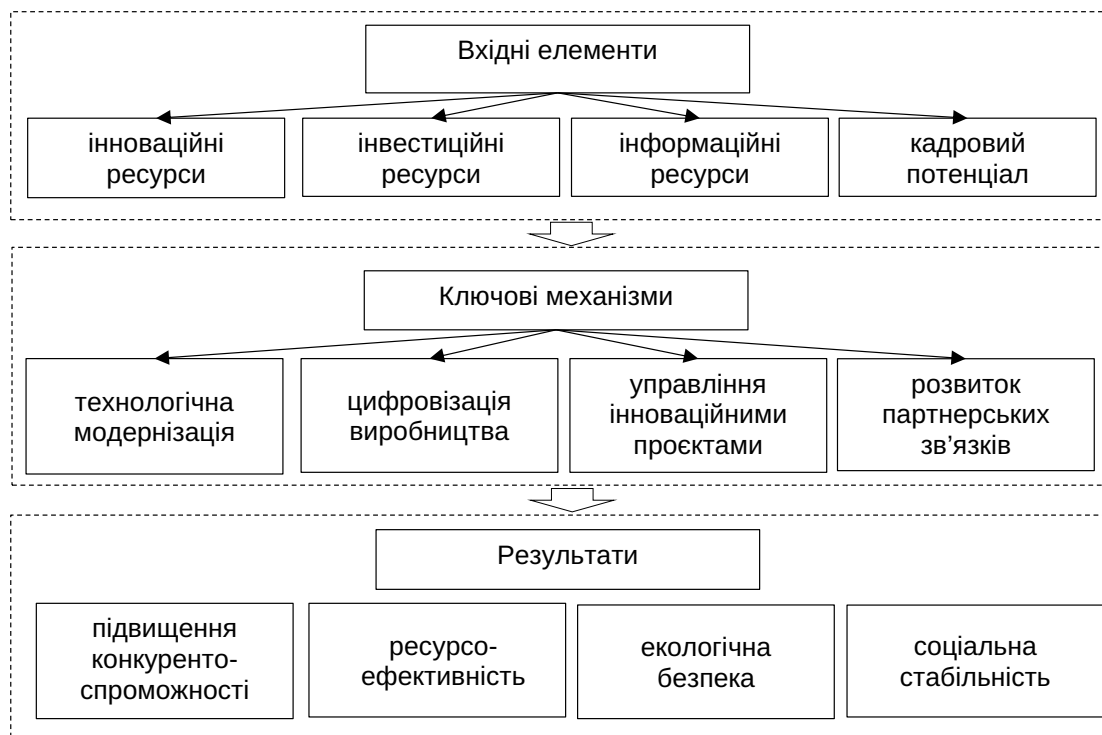 Вхідні елементи
інноваційні
ресурси
інвестиційні
ресурси
інформаційні
ресурси
кадровий
потенціал
Ключові механізми
технологічна
модернізація
цифровізація
виробництва
управління
інноваційними
проєктами
розвиток
партнерських
зв’язків
Результати
підвищення
конкуренто-
спроможності
ресурсо-
ефективність
екологічна
безпека
соціальна
стабільність